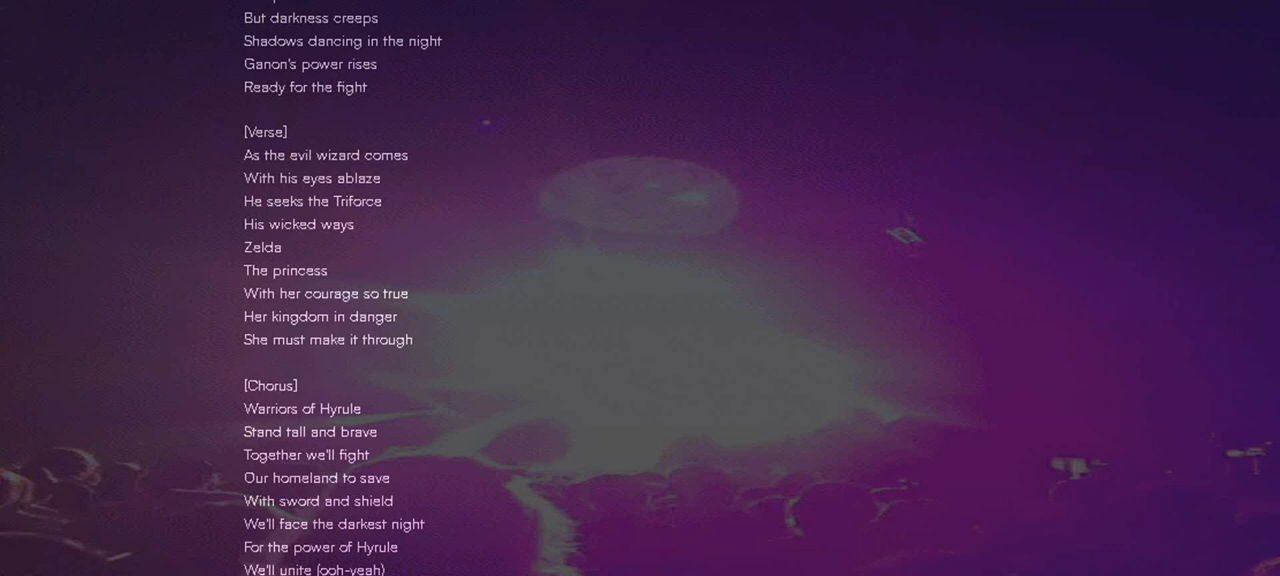 But darkness creeps
Shadows dancing in the night
Ganon's power rises
Ready for the fight
[Verse]
As the evil wizard comes
With his eyes ablaze
He seeks the Triforce
His wicked ways
Zelda
The princess
With her courage so true
Her kingdom in danger
She must make it through
[Chorus]
Warriors of Hyrule
Stand tall and brave
Together we'll fight
Our homeland to save
With sword and shield
We'll face the darkest night
For the power of Hyrule
We'll unite (ooh-yeah)